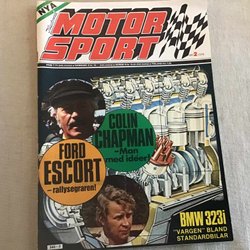 NYA
MOTOR
SPORT
COLIN
CHAPMAN
-Man
med idéer!
FORD
ESCORT
-rallysegraren!
BMW 323i
"VARGEN" BLAND
STANDARDBILAR